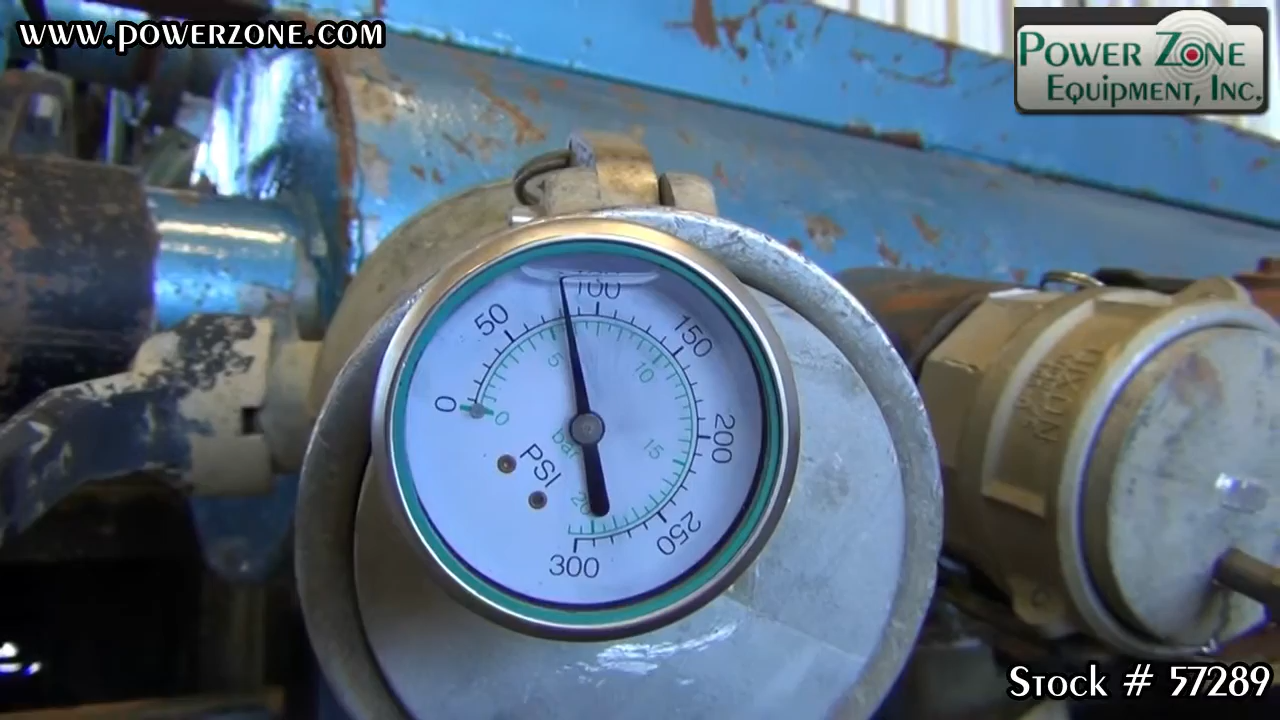 www.powerzone.com
Power Zone
Equipment, Inc.
100
50
150
0
5
10
0
200
bar
15
PSI
20
250
300
DIXON
Stock # 57289